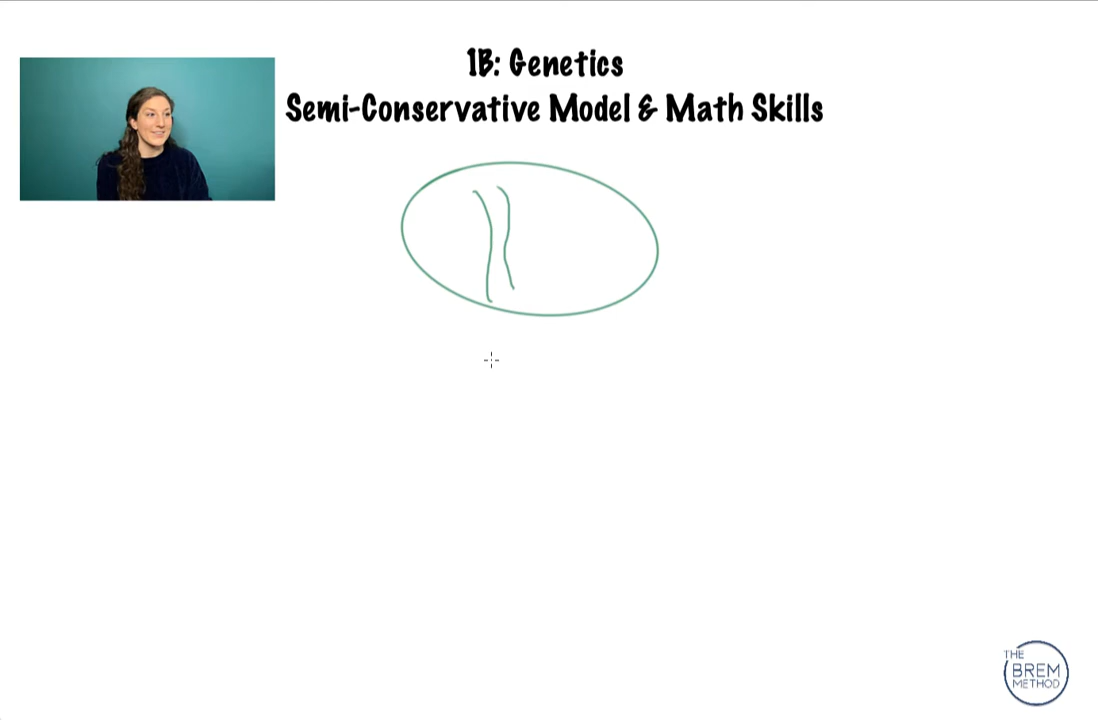 1B: Genetics
Semi-Conservative Model & Math Skills
THE
BREM
METHOD